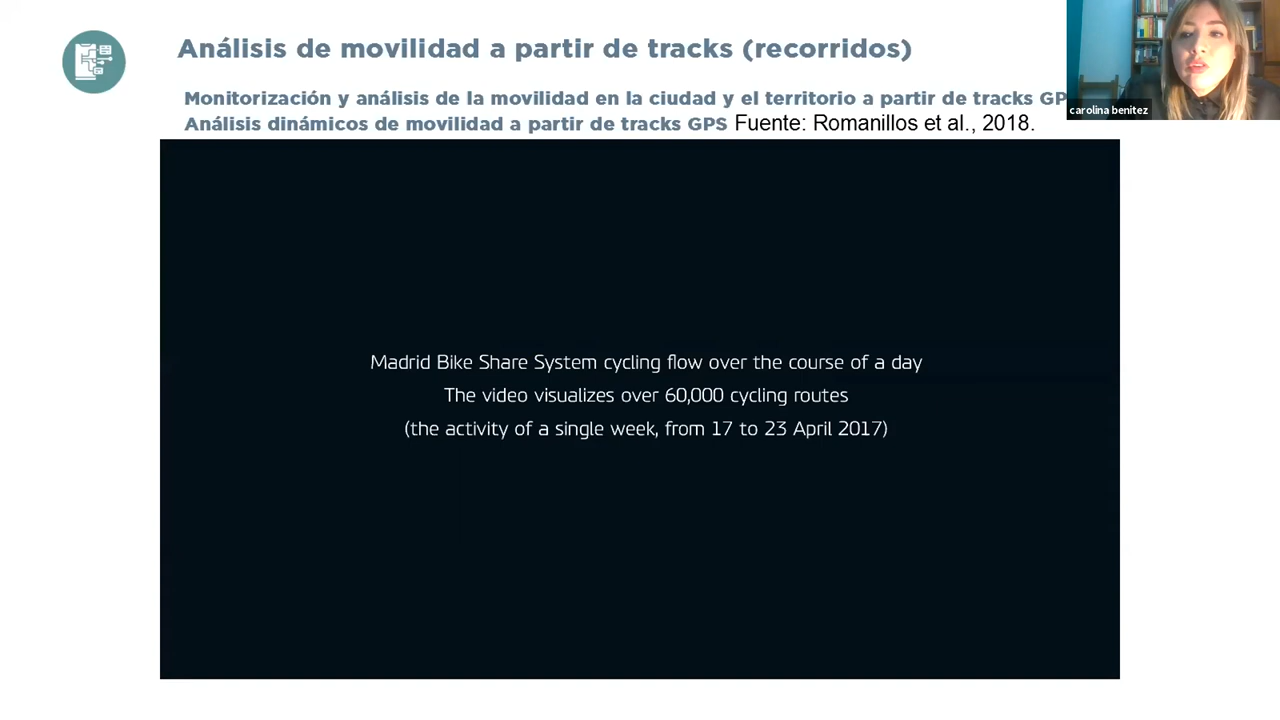 Análisis de movilidad a partir de tracks (recorridos)
Monitorización y análisis de la movilidad en la ciudad y el territorio a partir de tracks GP
Análisis dinámicos de movilidad a partir de tracks GPS Fuente: Romanillos et al., 2018.
carolina benitez
Madrid Bike Share System cycling flow over the course of a day
The video visualizes over 60,000 cycling routes
(the activity of a single week, from 17 to 23 April 2017)